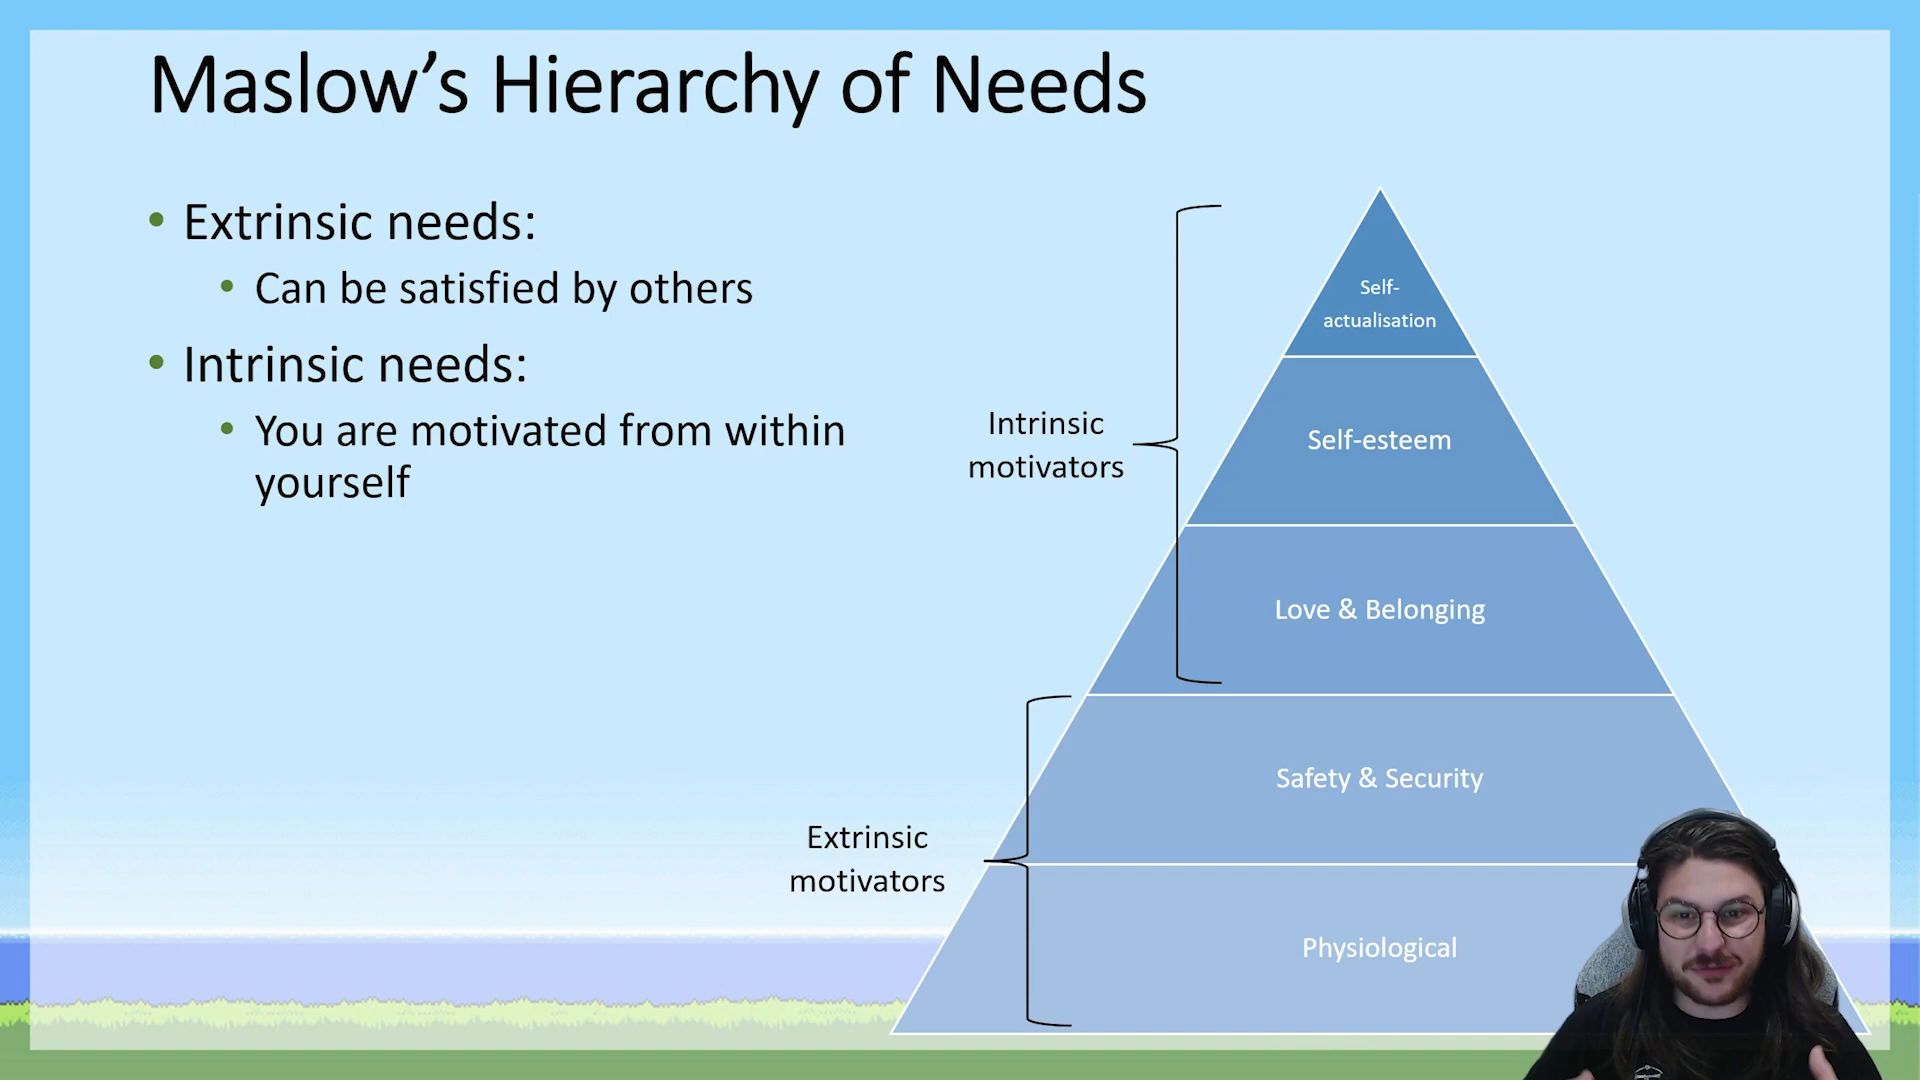 Maslow’s Hierarchy of Needs
• Extrinsic needs:
• Can be satisfied by others
• Intrinsic needs:
• You are motivated from within
yourself
Self-
actualisation
Self-esteem
Love & Belonging
Safety & Security
Physiological
Intrinsic
motivators
Extrinsic
motivators